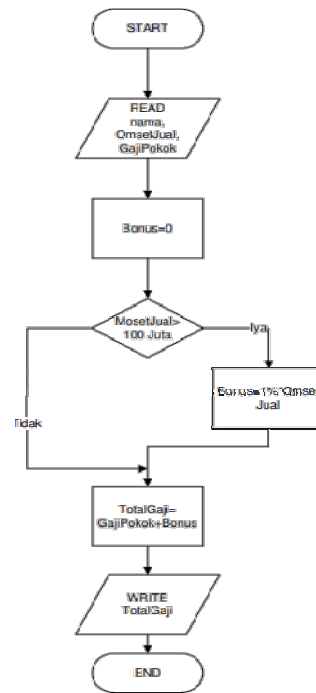 START
READ
nama,
OmsetJual,
GajiPokok
Bonus=0
MosetJual>
100 Juta
Iya
Bonus=1%*Omset
Jual
Tidak
TotalGaji=
GajiPokok+Bonus
WRITE
TotalGaji
END